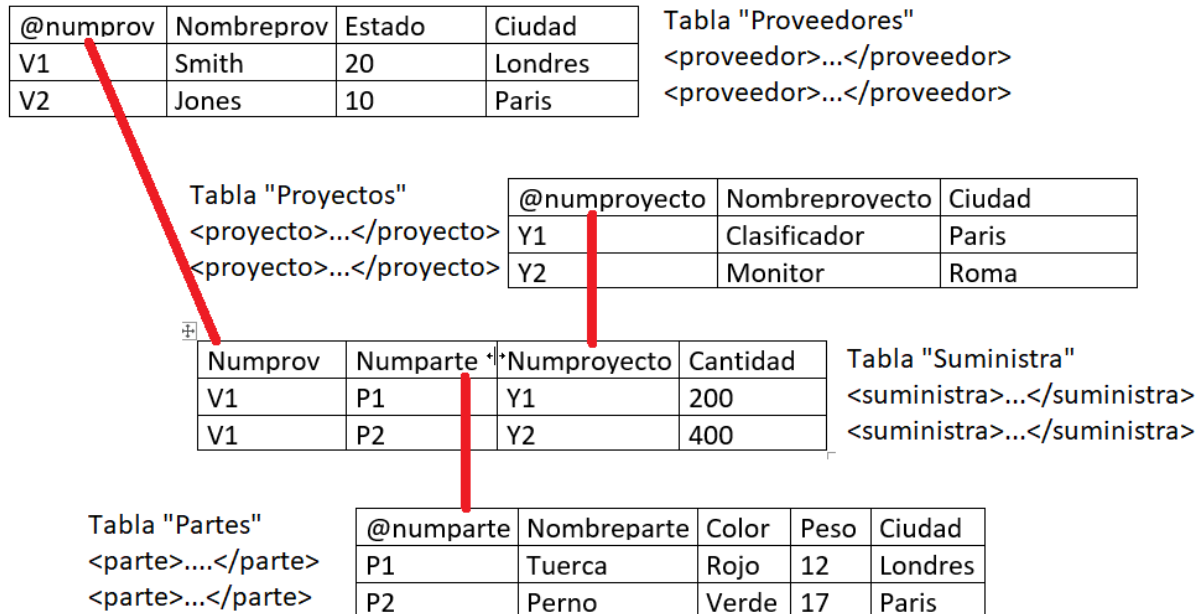 @numprov Nombreprov Estado Ciudad
V1 Smith 20 Londres
V2 Jones 10 Paris
Tabla "Proveedores"
<proveedor>...</proveedor>
<proveedor>...</proveedor>
Tabla "Proyectos"
<proyecto>...</proyecto>
<proyecto>...</proyecto>
@numproyecto Nombreproyecto Ciudad
Y1 Clasificador Paris
Y2 Monitor Roma
Numprov Numparte Numproyecto Cantidad
V1 P1 Y1 200
V1 P2 Y2 400
Tabla "Suministra"
<suministra>...</suministra>
<suministra>...</suministra>
Tabla "Partes"
<parte>....</parte>
<parte>...</parte>
@numparte Nombreparte Color Peso Ciudad
P1 Tuerca Rojo 12 Londres
P2 Perno Verde 17 Paris